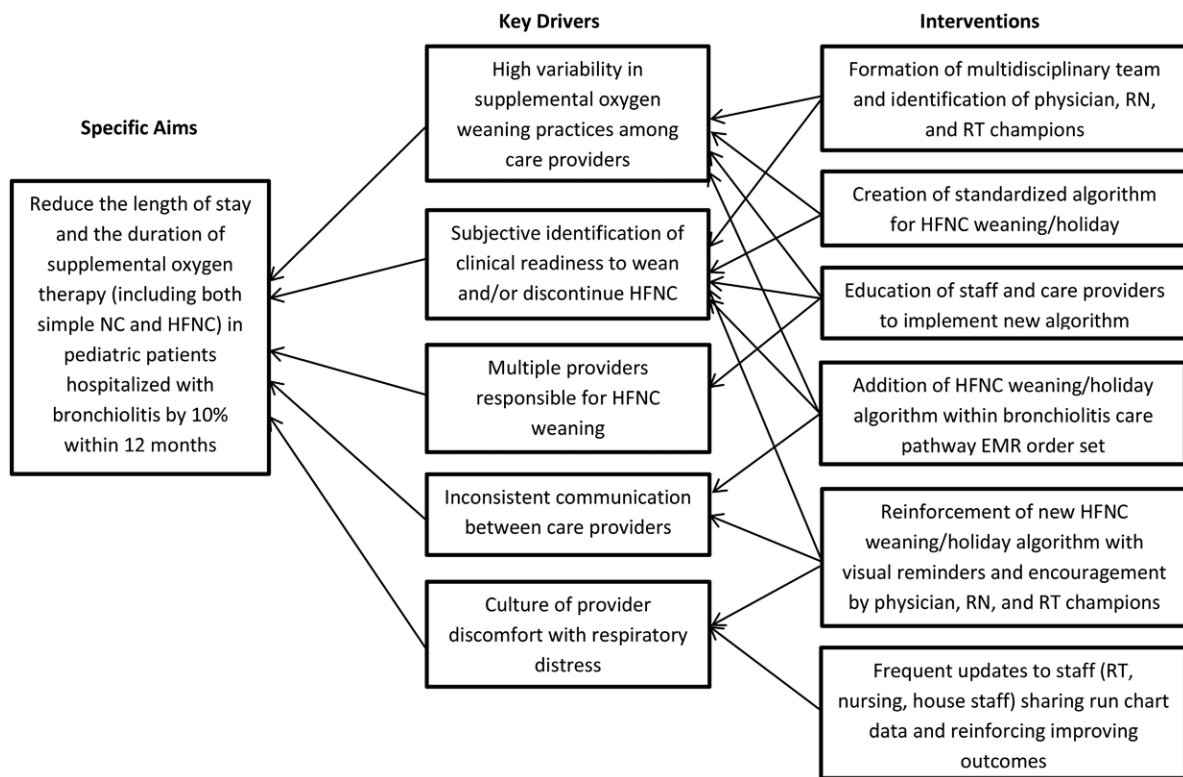 Specific Aims
Reduce the length of stay
and the duration of
supplemental oxygen
therapy (including both
simple NC and HFNC) in
pediatric patients
hospitalized with
bronchiolitis by 10%
within 12 months
Key Drivers
High variability in
supplemental oxygen
weaning practices among
care providers
Subjective identification of
clinical readiness to wean
and/or discontinue HFNC
Multiple providers
responsible for HFNC
weaning
Inconsistent communication
between care providers
Culture of provider
discomfort with respiratory
distress
Interventions
Formation of multidisciplinary team
and identification of physician, RN,
and RT champions
Creation of standardized algorithm
for HFNC weaning/holiday
Education of staff and care providers
to implement new algorithm
Addition of HFNC weaning/holiday
algorithm within bronchiolitis care
pathway EMR order set
Reinforcement of new HFNC
weaning/holiday algorithm with
visual reminders and encouragement
by physician, RN, and RT champions
Frequent updates to staff (RT,
nursing, house staff) sharing run chart
data and reinforcing improving
outcomes